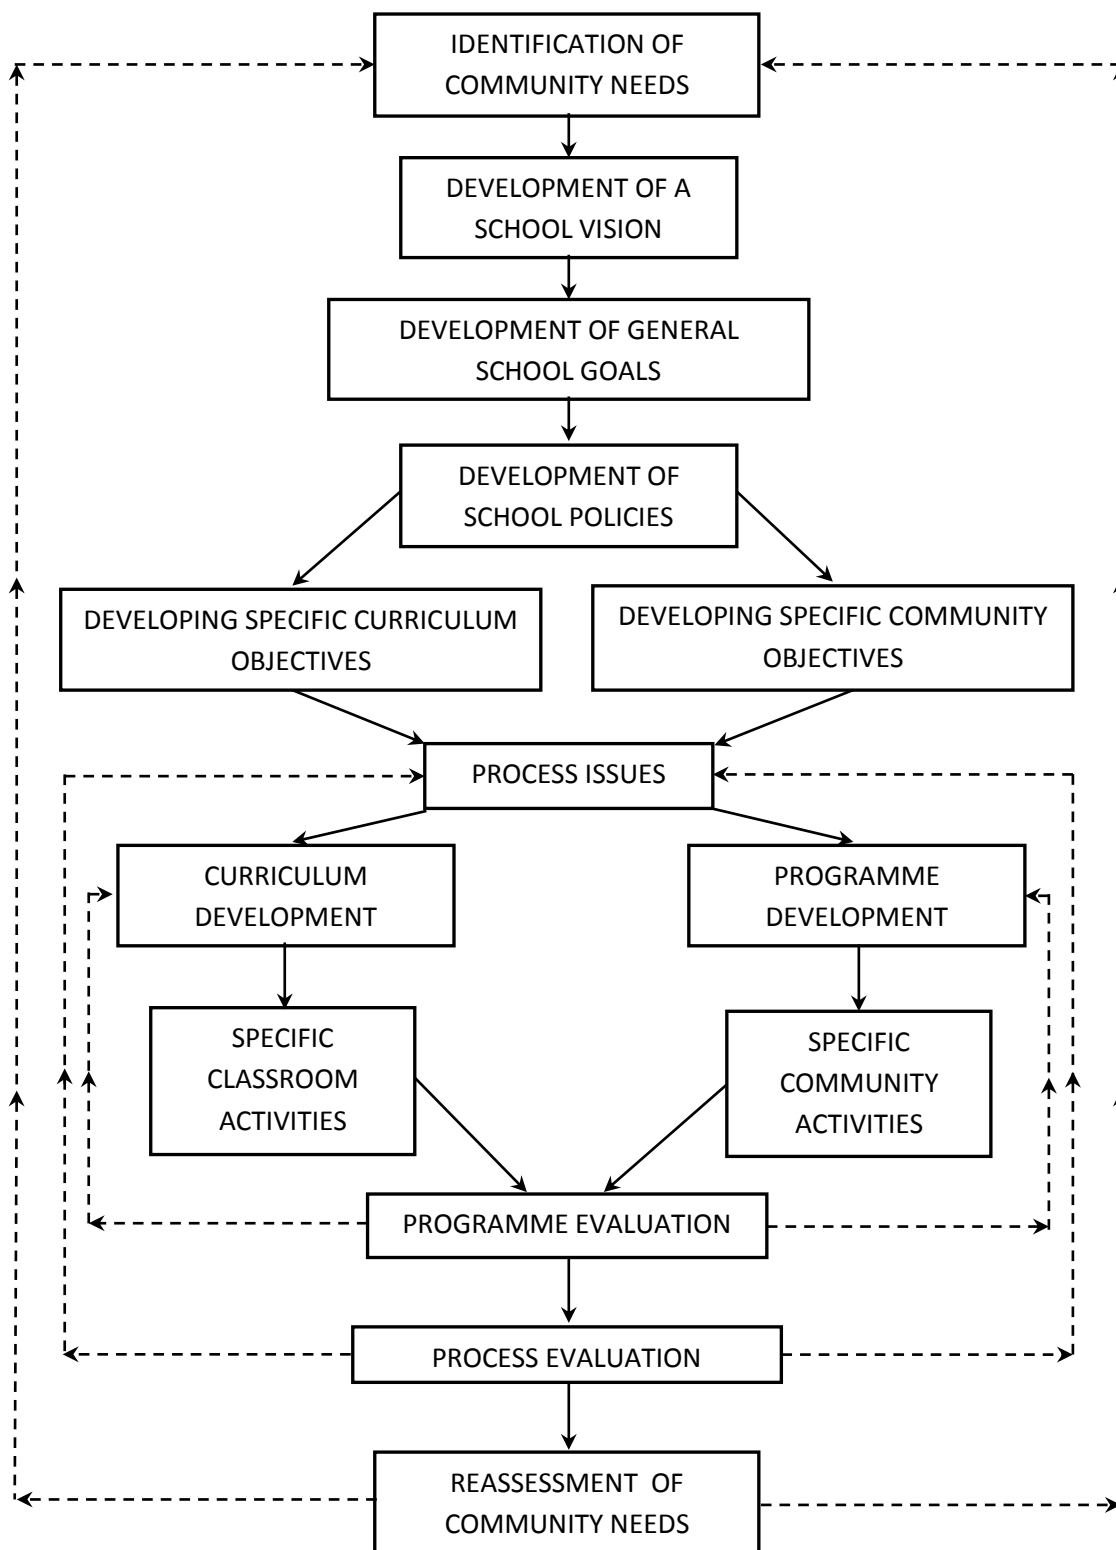 IDENTIFICATION OF
COMMUNITY NEEDS
DEVELOPMENT OF A
SCHOOL VISION
DEVELOPMENT OF GENERAL
SCHOOL GOALS
DEVELOPMENT OF
SCHOOL POLICIES
DEVELOPING SPECIFIC CURRICULUM
OBJECTIVES
DEVELOPING SPECIFIC COMMUNITY
OBJECTIVES
PROCESS ISSUES
CURRICULUM
DEVELOPMENT
PROGRAMME
DEVELOPMENT
SPECIFIC
CLASSROOM
ACTIVITIES
SPECIFIC
COMMUNITY
ACTIVITIES
PROGRAMME EVALUATION
PROCESS EVALUATION
REASSESSMENT OF
COMMUNITY NEEDS